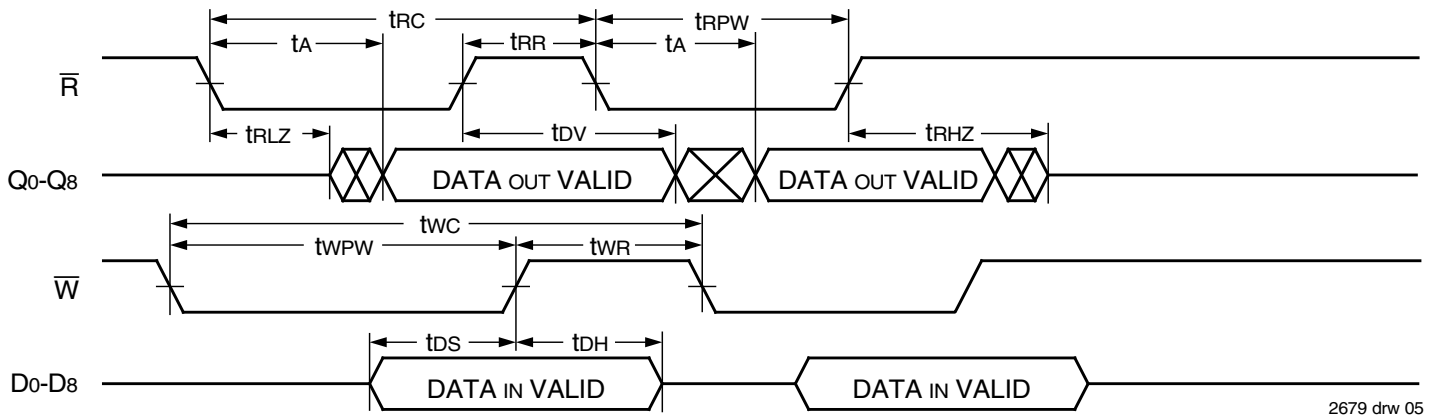 tRC tRPW
tA tRR tA
R̅
tRLZ tDV tRHZ
Q0-Q8 DATA OUT VALID DATA OUT VALID
tWC
tWPW tWR
W̅
tDS tDH
D0-D8 DATA IN VALID DATA IN VALID
2679 drw 05